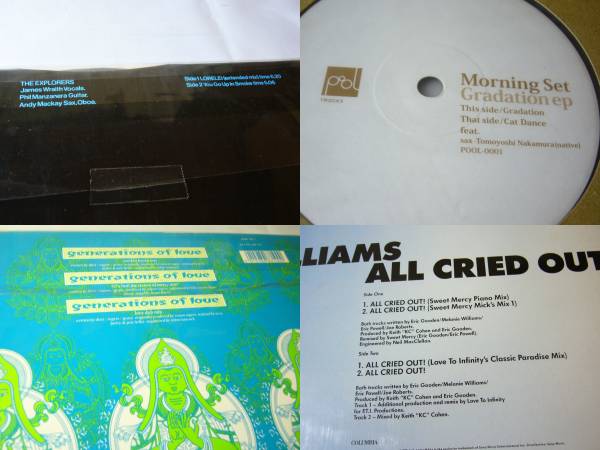 THE EXPLORERS
James Wraith Vocals.
Phil Manzanera Guitar.
Andy Mackay Sax, Oboe.
Side 1 LORELEI (extended mix) time 6.20
Side 2 You Go Up In Smoke time 5.06
pool
Morning Set
Gradation ep
This side/Gradation
That side/Cat Dance
feat.
sax-Tomoyoshi Nakamura(native)
POOL-0001
generations of love
generations of love
generations of love
LLIAMS
ALL CRIED OUT
Side One
1. ALL CRIED OUT! (Sweet Mercy Piano Mix)
2. ALL CRIED OUT! (Sweet Mercy Mick's Mix 1)
Both tracks written by Eric Gooden/Melanie Williams/
Eric Powell/Joe Roberts.
Produced by Keith "KC" Cohen and Eric Gooden.
Remixed by Sweet Mercy (Eric Gooden/Eric Powell).
Engineered by Neil MacClellan.
Side Two
1. ALL CRIED OUT! (Love To Infinity's Classic Paradise Mix)
2. ALL CRIED OUT!
Both tracks written by Eric Gooden/Melanie Williams/
Eric Powell/Joe Roberts.
Produced by Keith "KC" Cohen and Eric Gooden.
Track 1 – Additional production and remix by Love To Infinity
for F.T.I. Productions.
Track 2 – Mixed by Keith "KC" Cohen.
COLUMBIA